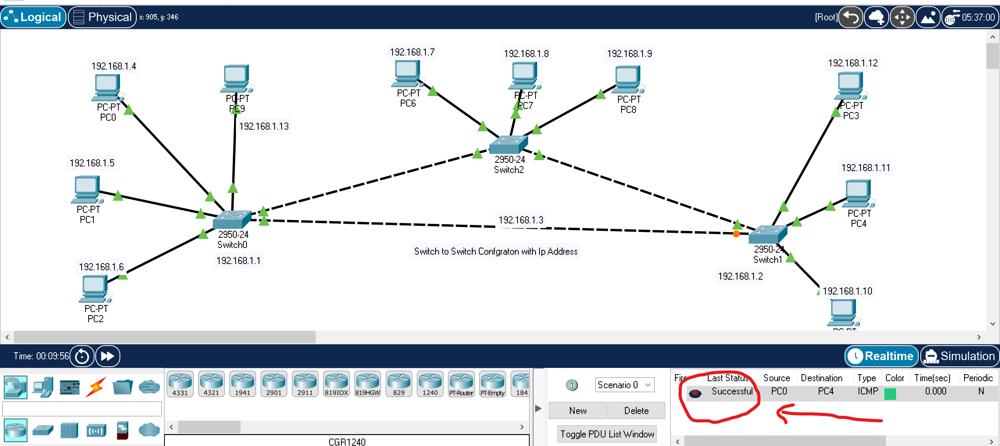 Logical
Physical
x: 905, y: 346
[Root]
05:37:00
192.168.1.4
PC-PT
PC0
PC-PT
PC9
192.168.1.13
192.168.1.7
PC-PT
PC6
192.168.1.8
PC-PT
PC7
192.168.1.9
PC-PT
PC8
192.168.1.12
PC-PT
PC3
192.168.1.5
PC-PT
PC1
2950-24
Switch2
192.168.1.11
PC-PT
PC4
192.168.1.3
2950-24
Switch0
192.168.1.1
Switch to Switch Confgraton with Ip Address
2950-24
Switch1
192.168.1.2
192.168.1.6
PC-PT
PC2
192.168.1.10
PC-PT
Time: 00:09:56
Realtime
Simulation
4331
4321
1941
2901
2911
819IOX
819HGW
829
1240
PT-Router
PT-Empty
184
CGR1240
Scenario 0
New
Delete
Toggle PDU List Window
Fire Last Status Source Destination Type Color Time(sec) Periodic
Successful PC0 PC4 ICMP 0.000 N